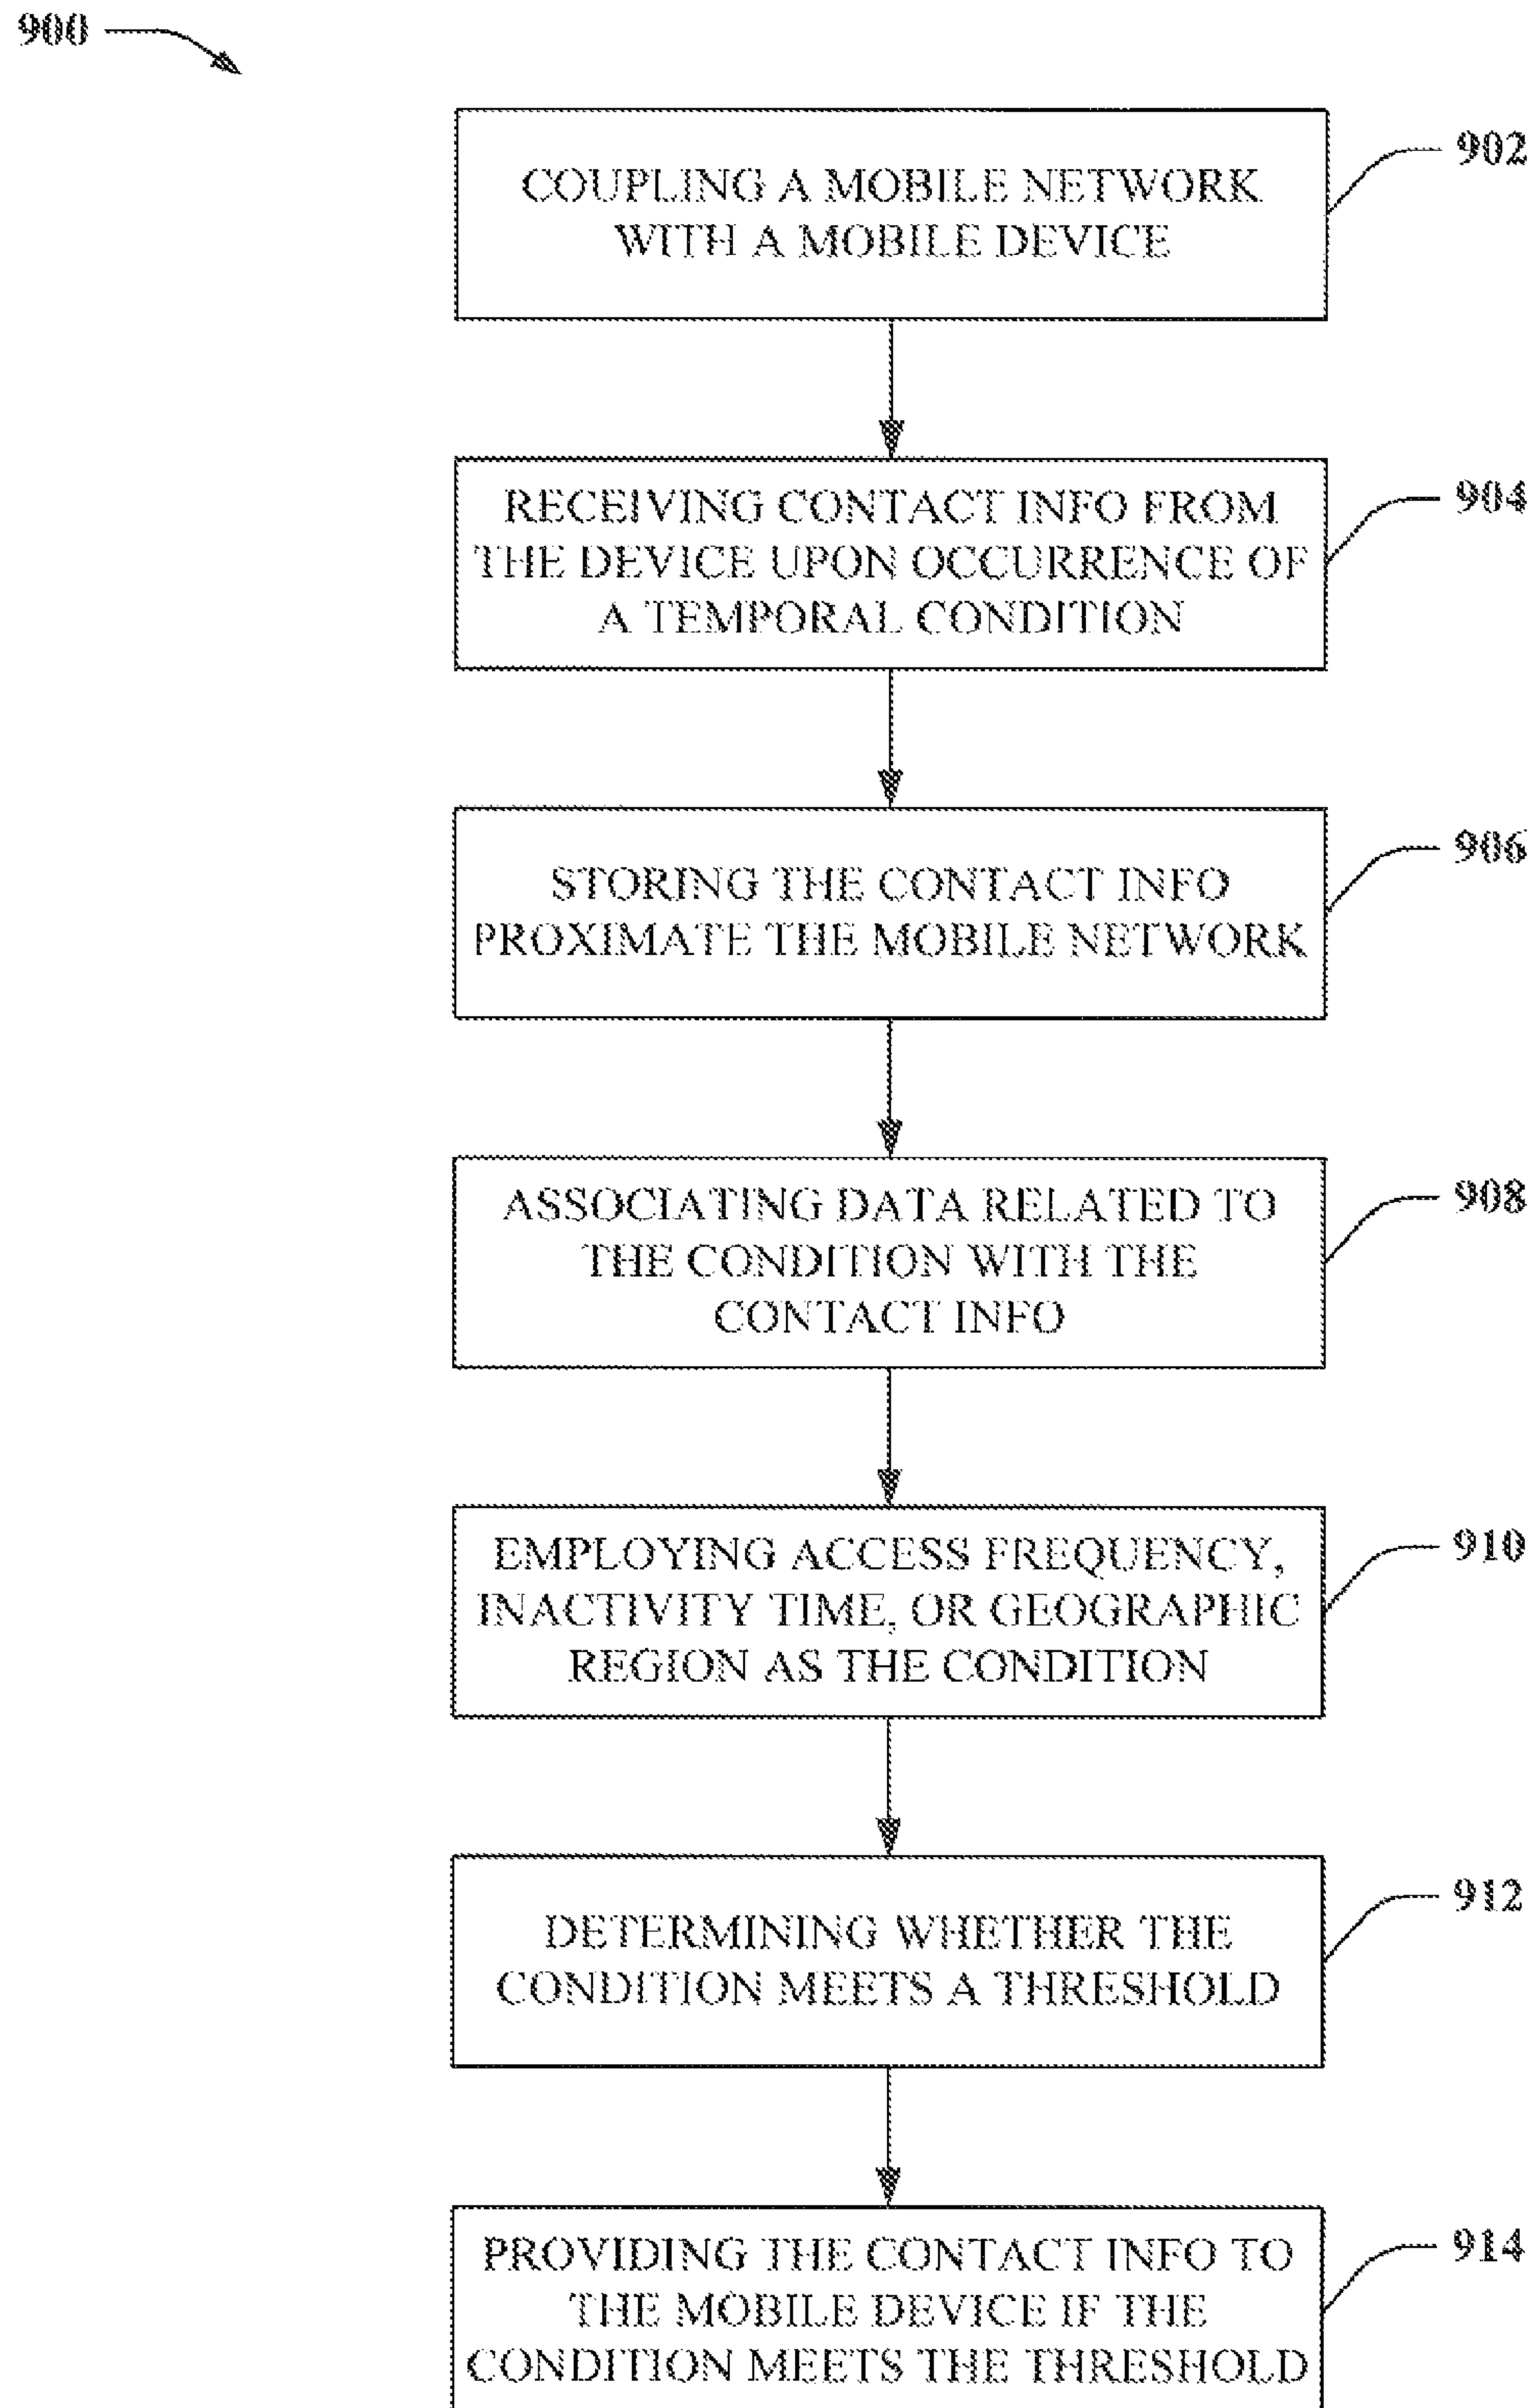 900
COUPLING A MOBILE NETWORK
WITH A MOBILE DEVICE
902
RECEIVING CONTACT INFO FROM
THE DEVICE UPON OCCURRENCE OF
A TEMPORAL CONDITION
904
STORING THE CONTACT INFO
PROXIMATE THE MOBILE NETWORK
906
ASSOCIATING DATA RELATED TO
THE CONDITION WITH THE
CONTACT INFO
908
EMPLOYING ACCESS FREQUENCY,
INACTIVITY TIME, OR GEOGRAPHIC
REGION AS THE CONDITION
910
DETERMINING WHETHER THE
CONDITION MEETS A THRESHOLD
912
PROVIDING THE CONTACT INFO TO
THE MOBILE DEVICE IF THE
CONDITION MEETS THE THRESHOLD
914